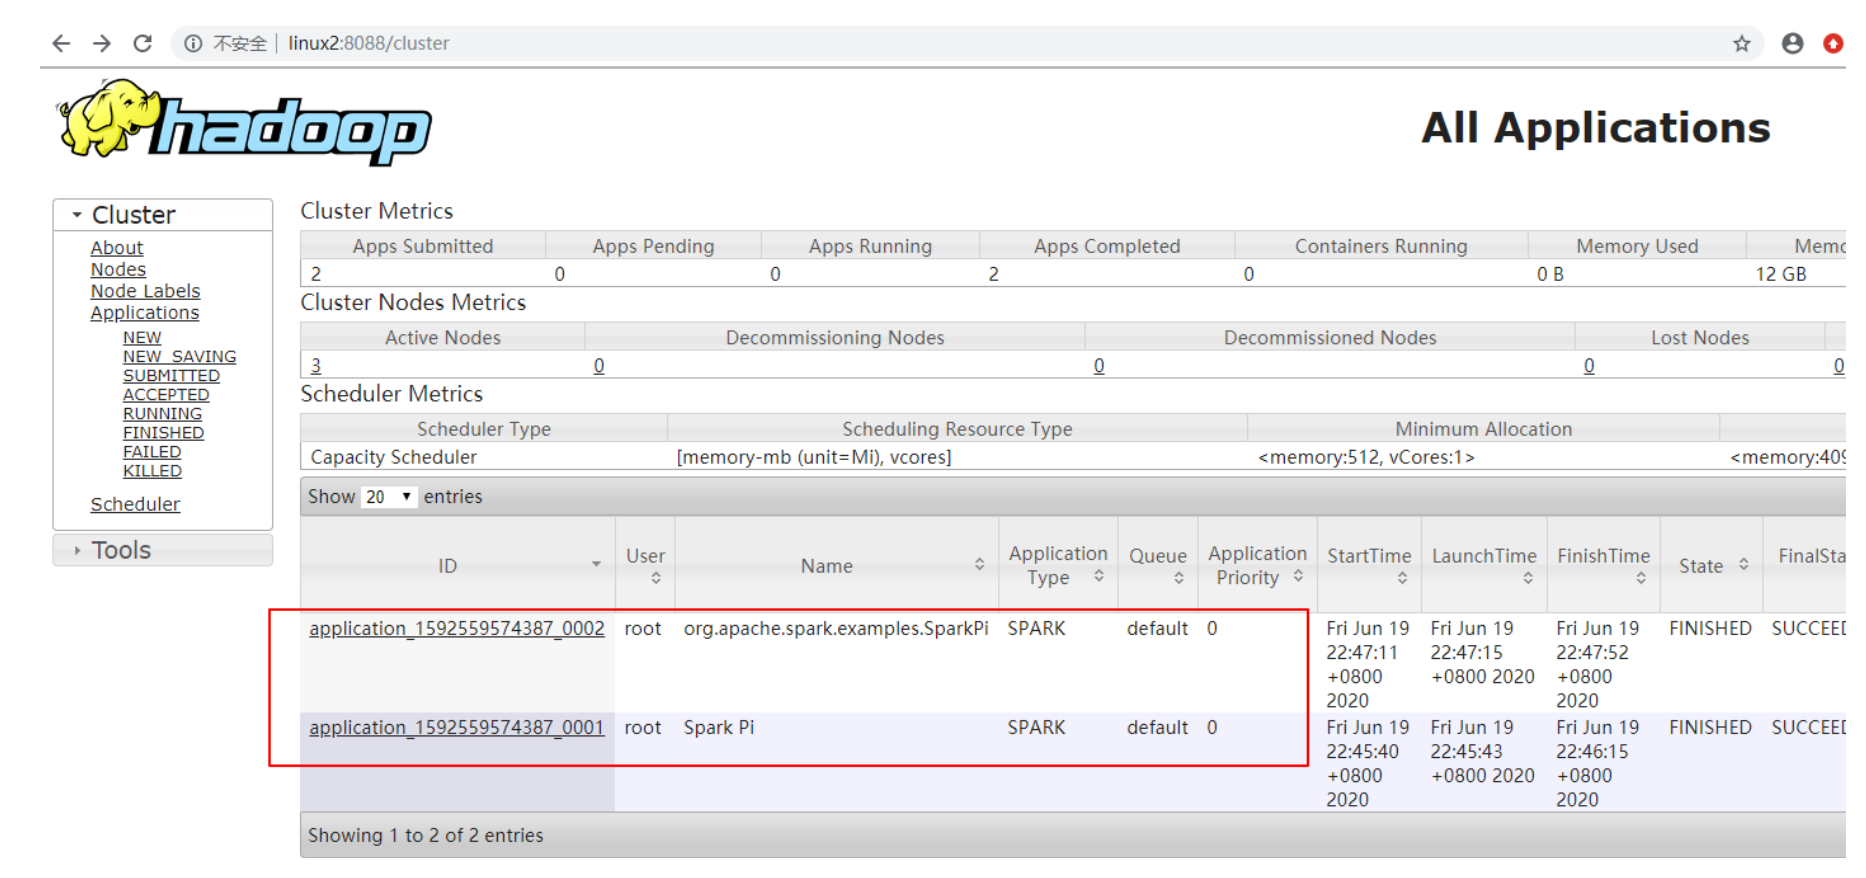 不安全 | linux2:8088/cluster
hadoop
All Applications
Cluster
About
Nodes
Node Labels
Applications
NEW
NEW_SAVING
SUBMITTED
ACCEPTED
RUNNING
FINISHED
FAILED
KILLED
Scheduler
Tools
Cluster Metrics
Apps Submitted Apps Pending Apps Running Apps Completed Containers Running Memory Used Memo
2 0 0 2 0 0 B 12 GB
Cluster Nodes Metrics
Active Nodes Decommissioning Nodes Decommissioned Nodes Lost Nodes
3 0 0 0 0
Scheduler Metrics
Scheduler Type Scheduling Resource Type Minimum Allocation
Capacity Scheduler [memory-mb (unit=Mi), vcores] <memory:512, vCores:1> <memory:409
Show 20 entries
ID User Name Application Type Queue Application Priority StartTime LaunchTime FinishTime State FinalSta
application_1592559574387_0002 root org.apache.spark.examples.SparkPi SPARK default 0 Fri Jun 19 22:47:11 +0800 2020 Fri Jun 19 22:47:15 +0800 2020 Fri Jun 19 22:47:52 +0800 2020 FINISHED SUCCEED
application_1592559574387_0001 root Spark Pi SPARK default 0 Fri Jun 19 22:45:40 +0800 2020 Fri Jun 19 22:45:43 +0800 2020 Fri Jun 19 22:46:15 +0800 2020 FINISHED SUCCEED
Showing 1 to 2 of 2 entries